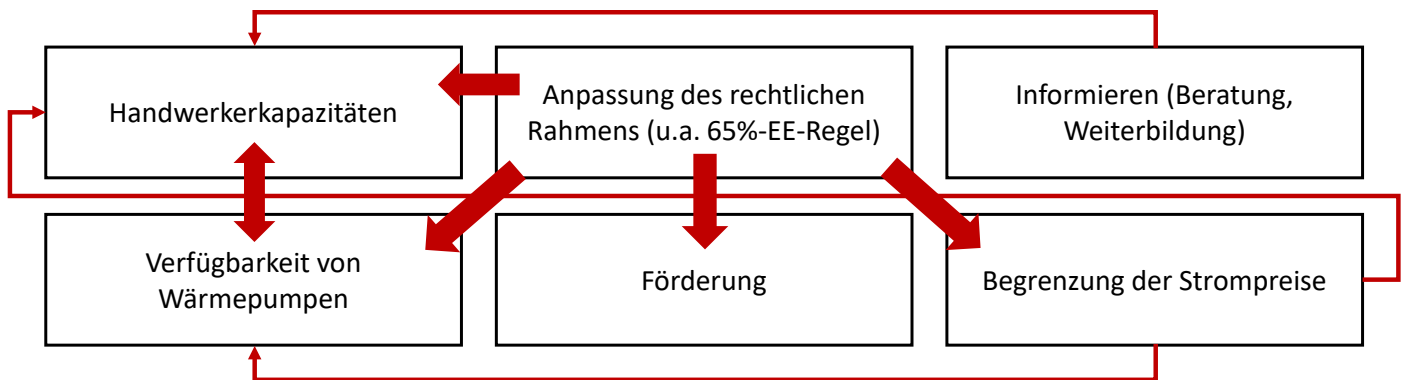 Handwerkerkapazitäten
Anpassung des rechtlichen
Rahmens (u.a. 65%-EE-Regel)
Informieren (Beratung,
Weiterbildung)
Verfügbarkeit von
Wärmepumpen
Förderung
Begrenzung der Strompreise